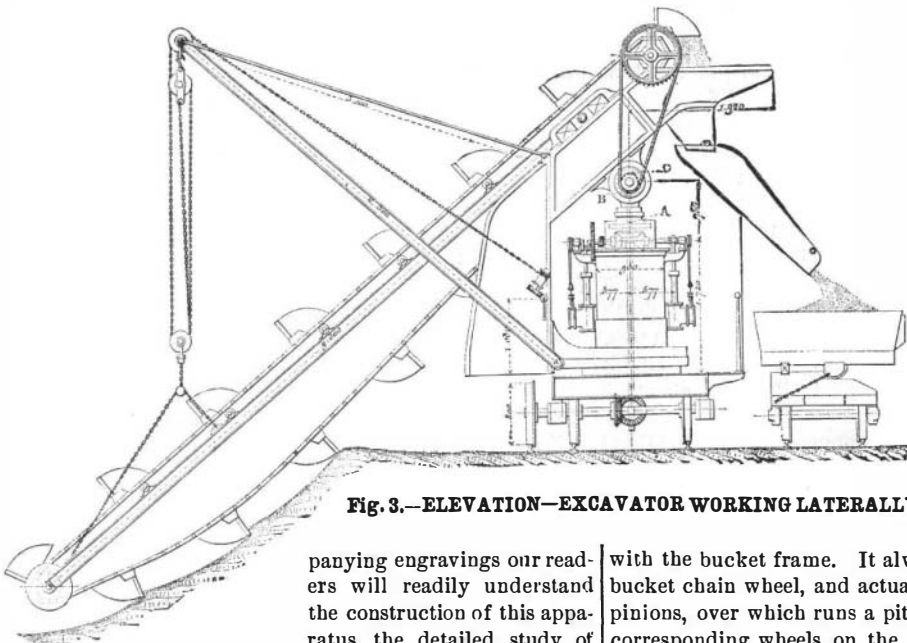 B
A
Fig. 3.—ELEVATION—EXCAVATOR WORKING LATERALLY
panying engravings our read-
ers will readily understand
the construction of this appa-
ratus, the detailed study of
with the bucket frame. It alw
bucket chain wheel, and actua
pinions, over which runs a pit
corresponding wheels on the